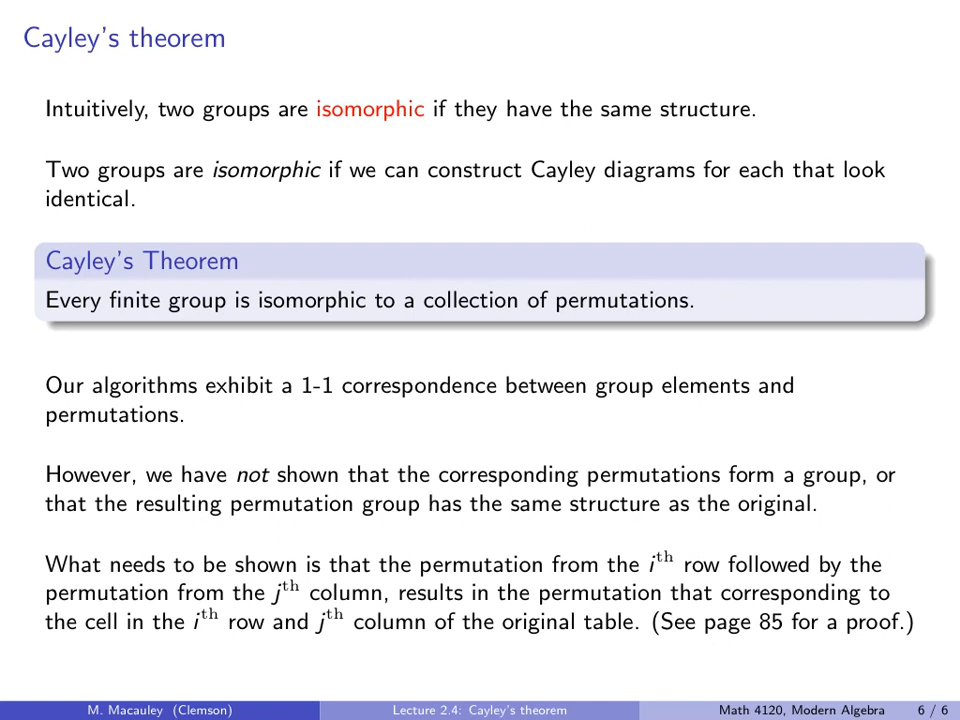 Cayley's theorem
Intuitively, two groups are isomorphic if they have the same structure.
Two groups are isomorphic if we can construct Cayley diagrams for each that look
identical.
Cayley's Theorem
Every finite group is isomorphic to a collection of permutations.
Our algorithms exhibit a 1-1 correspondence between group elements and
permutations.
However, we have not shown that the corresponding permutations form a group, or
that the resulting permutation group has the same structure as the original.
What needs to be shown is that the permutation from the i^th row followed by the
permutation from the j^th column, results in the permutation that corresponding to
the cell in the i^th row and j^th column of the original table. (See page 85 for a proof.)
M. Macauley (Clemson) Lecture 2.4: Cayley's theorem Math 4120, Modern Algebra 6 / 6